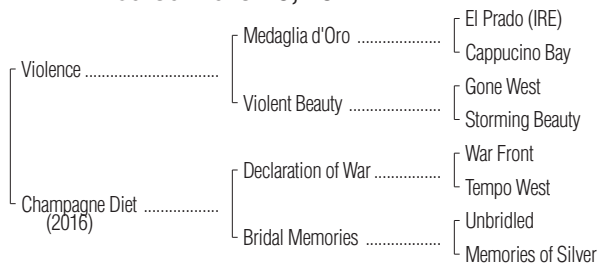 El Prado (IRE)
Medaglia d'Oro ....................
Cappucino Bay
Violence ................................
Gone West
Violent Beauty ......................
Storming Beauty
War Front
Declaration of War................
Tempo West
Champagne Diet ..................
(2016)
Unbridled
Bridal Memories ..................
Memories of Silver